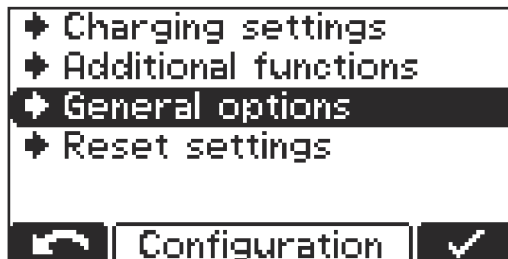 Charging settings
Additional functions
General options
Reset settings
Configuration